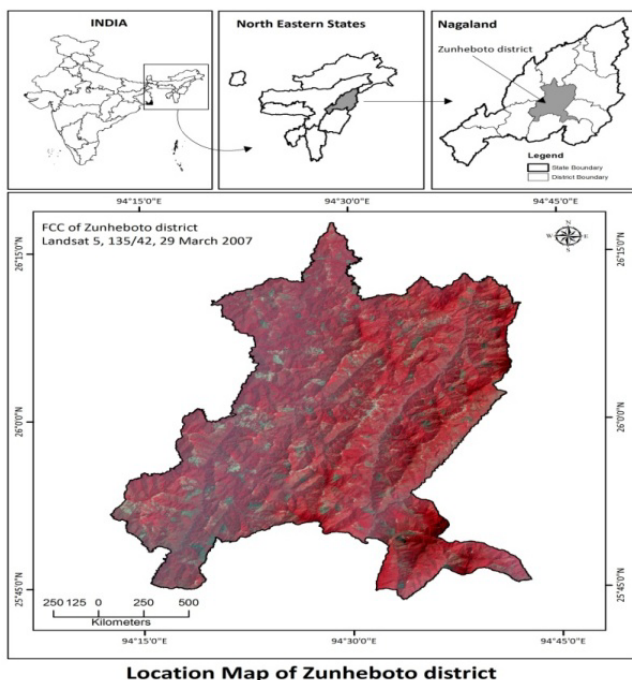 INDIA
North Eastern States
Nagaland
Zunheboto district
Legend
State Boundary
District Boundary
94°15'0"E 94°30'0"E 94°45'0"E
FCC of Zunheboto district
Landsat 5, 135/42, 29 March 2007
N
W E
S
26°15'0"N 26°15'0"N
26°0'0"N 26°0'0"N
25°45'0"N 25°45'0"N
250 125 0 250 500
Kilometers
94°15'0"E 94°30'0"E 94°45'0"E
Location Map of Zunheboto district